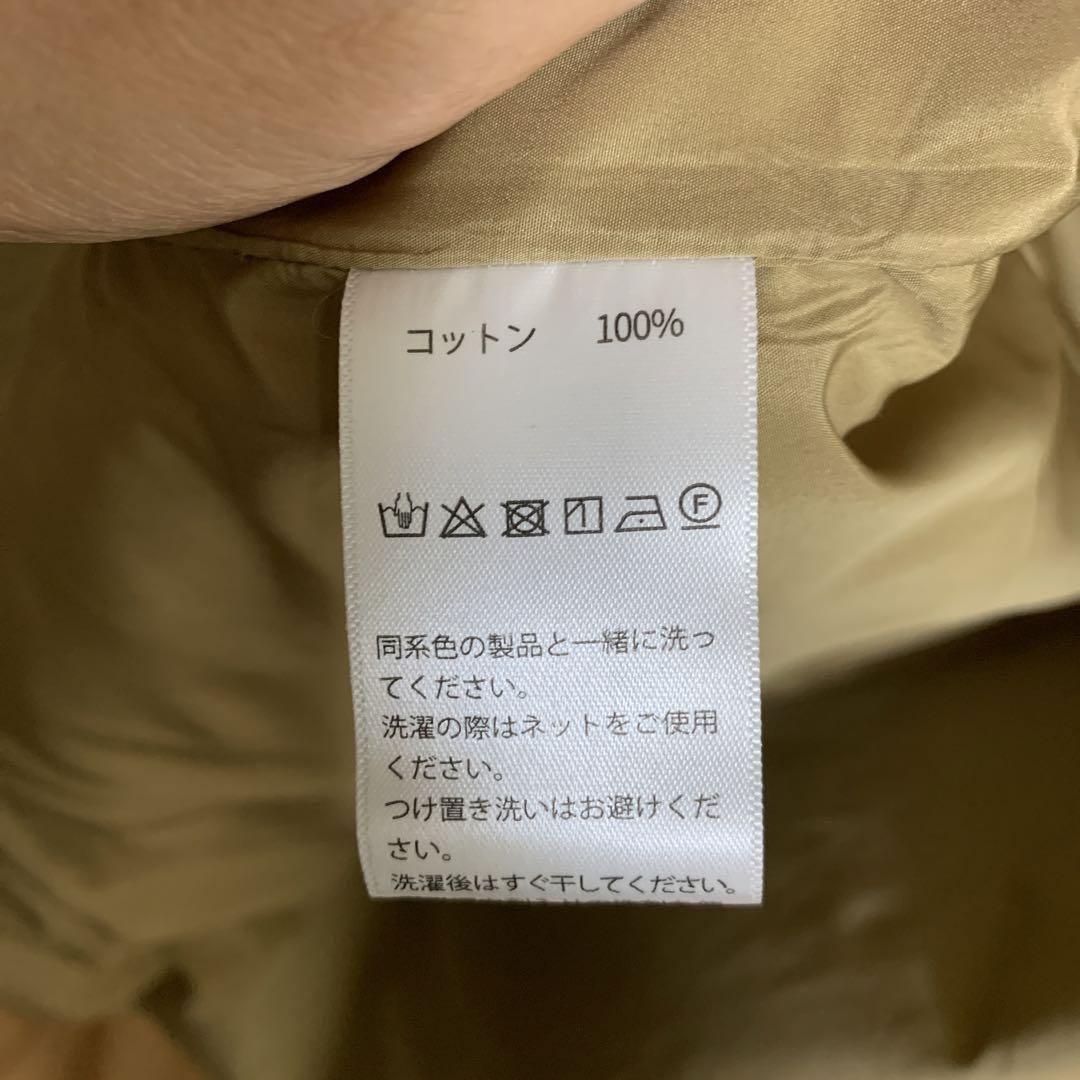 コットン 100%
F
同系色の製品と一緒に洗っ
てください。
洗濯の際はネットをご使用
ください。
つけ置き洗いはお避けくだ
さい。
洗濯後はすぐ干してください。